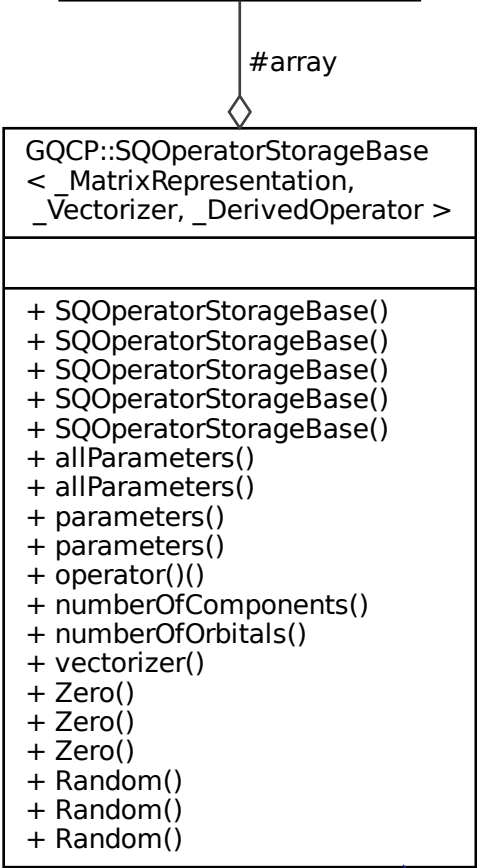 #array
GQCP::SQOperatorStorageBase
< _MatrixRepresentation,
_Vectorizer, _DerivedOperator >
+ SQOperatorStorageBase()
+ SQOperatorStorageBase()
+ SQOperatorStorageBase()
+ SQOperatorStorageBase()
+ SQOperatorStorageBase()
+ allParameters()
+ allParameters()
+ parameters()
+ parameters()
+ operator()()
+ numberOfComponents()
+ numberOfOrbitals()
+ vectorizer()
+ Zero()
+ Zero()
+ Zero()
+ Random()
+ Random()
+ Random()